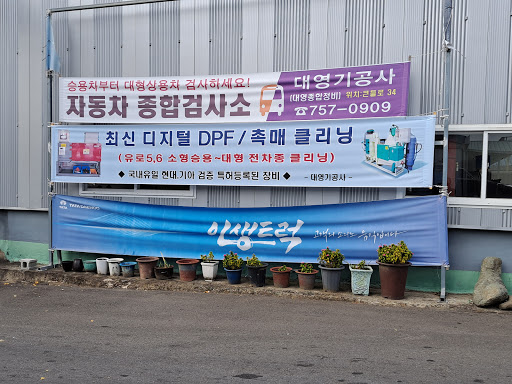 승용차부터 대형상용차 검사하세요!
자동차 종합검사소
대영기공사
(대영종합정비) 위치:큰솔로 34
☎757-0909
최신 디지털 DPF/촉매 클리닝
(유로5,6 소형승용~대형 전차종 클리닝)
◆ 국내유일 현대.기아 검증 특허등록된 장비 ◆
- 대영기공사 -
TATA
인생트럭